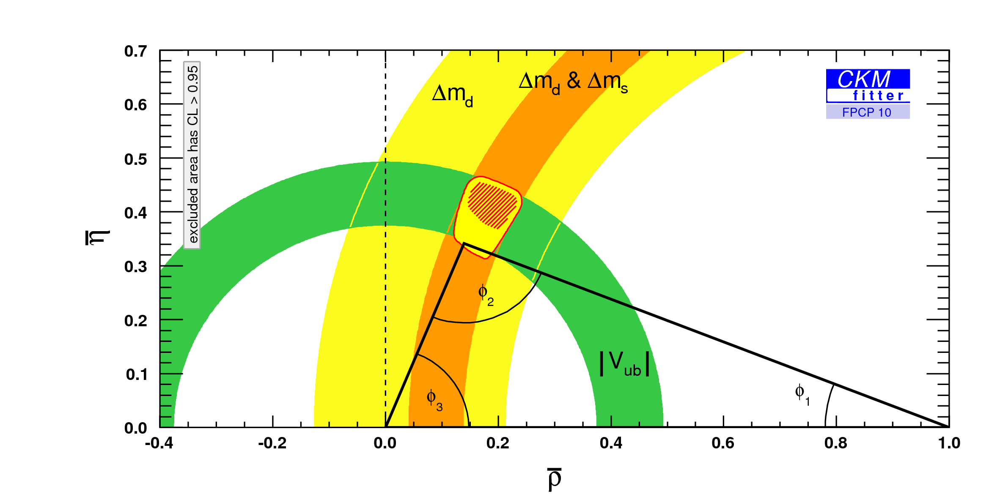 0.7
0.6
0.5
0.4
0.3
0.2
0.1
0.0
-0.4 -0.2 0.0 0.2 0.4 0.6 0.8 1.0
η̅
ρ̅
excluded area has CL > 0.95
Δm_d
Δm_d & Δm_s
CKM
fitter
FPCP 10
ϕ_2
ϕ_3
|V_ub|
ϕ_1